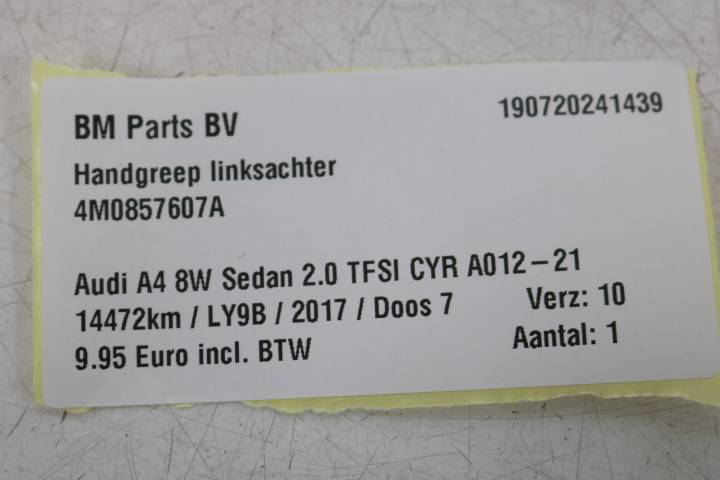 BM Parts BV 190720241439
Handgreep linksachter
4M0857607A
Audi A4 8W Sedan 2.0 TFSI CYR A012-21
14472km / LY9B / 2017 / Doos 7 Verz: 10
9.95 Euro incl. BTW Aantal: 1